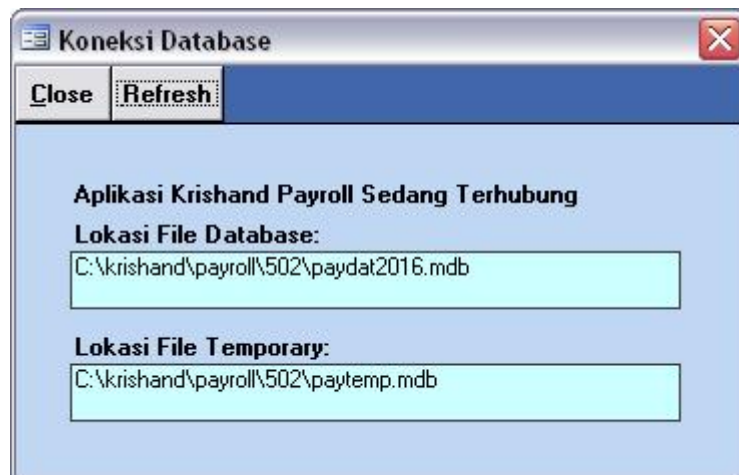 Koneksi Database
Close Refresh
Aplikasi Krishand Payroll Sedang Terhubung
Lokasi File Database:
C:\krishand\payroll\502\paydat2016.mdb
Lokasi File Temporary:
C:\krishand\payroll\502\paytemp.mdb